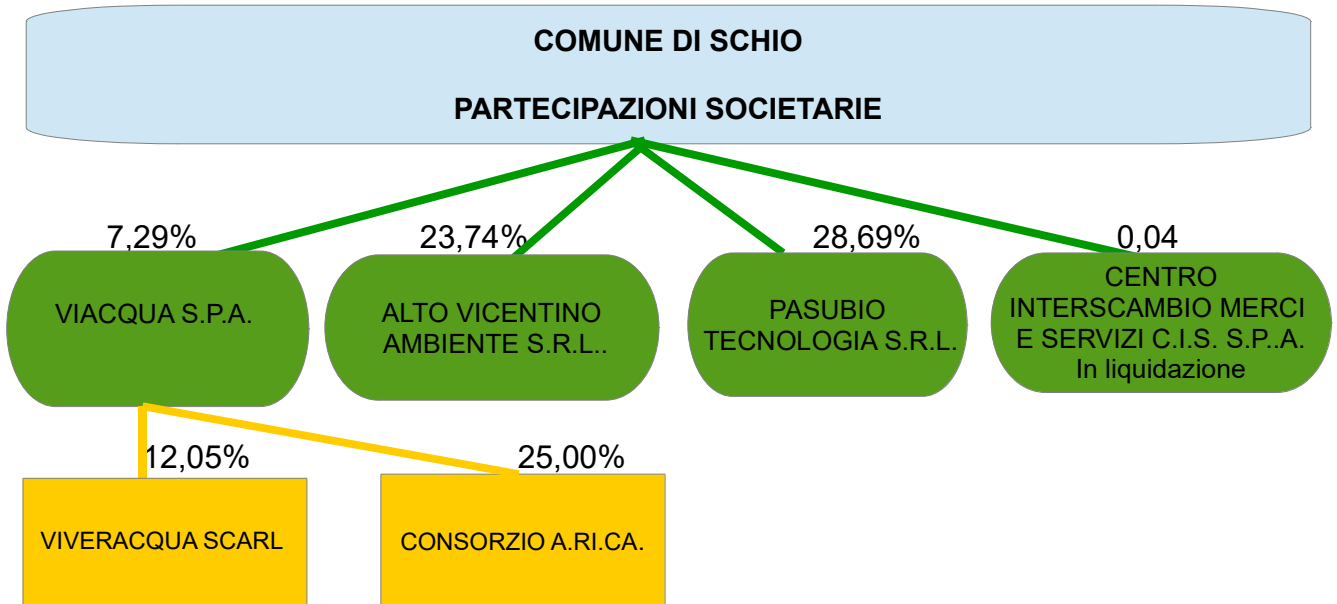 COMUNE DI SCHIO
PARTECIPAZIONI SOCIETARIE
7,29%
23,74%
28,69%
0,04
VIACQUA S.P.A.
ALTO VICENTINO
AMBIENTE S.R.L..
PASUBIO
TECNOLOGIA S.R.L.
CENTRO
INTERSCAMBIO MERCI
E SERVIZI C.I.S. S.P..A.
In liquidazione
12,05%
25,00%
VIVERACQUA SCARL
CONSORZIO A.RI.CA.